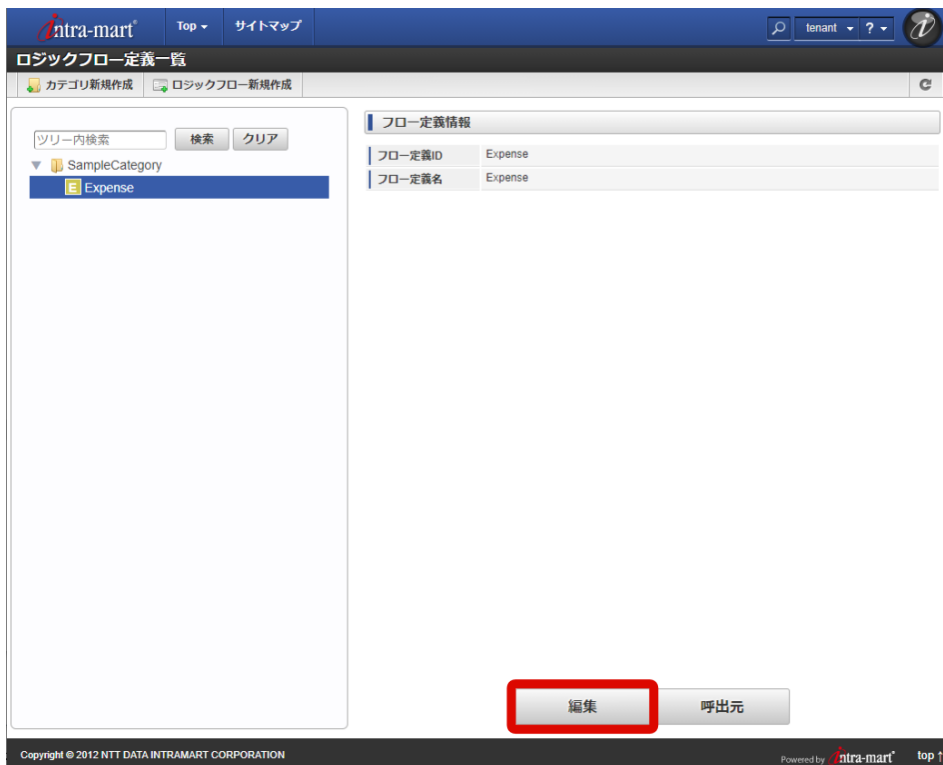 intra-mart Top サイトマップ tenant ?
ロジックフロー定義一覧
カテゴリ新規作成 ロジックフロー新規作成
フロー定義情報
ツリー内検索 検索 クリア
フロー定義ID Expense
SampleCategory
フロー定義名 Expense
E Expense
編集 呼出元
Copyright © 2012 NTT DATA INTRAMART CORPORATION
Powered by intra-mart top ↑